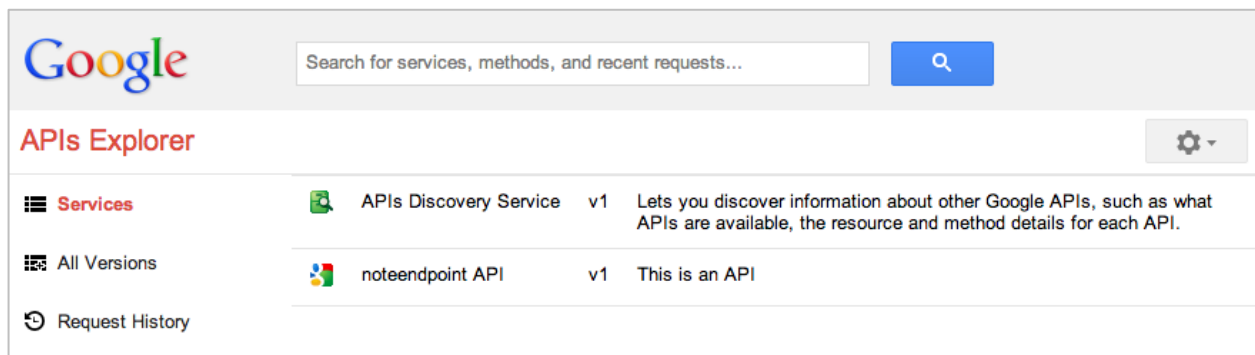 Google
Search for services, methods, and recent requests...
APIs Explorer
Services
APIs Discovery Service v1 Lets you discover information about other Google APIs, such as what
APIs are available, the resource and method details for each API.
All Versions
noteendpoint API v1 This is an API
Request History